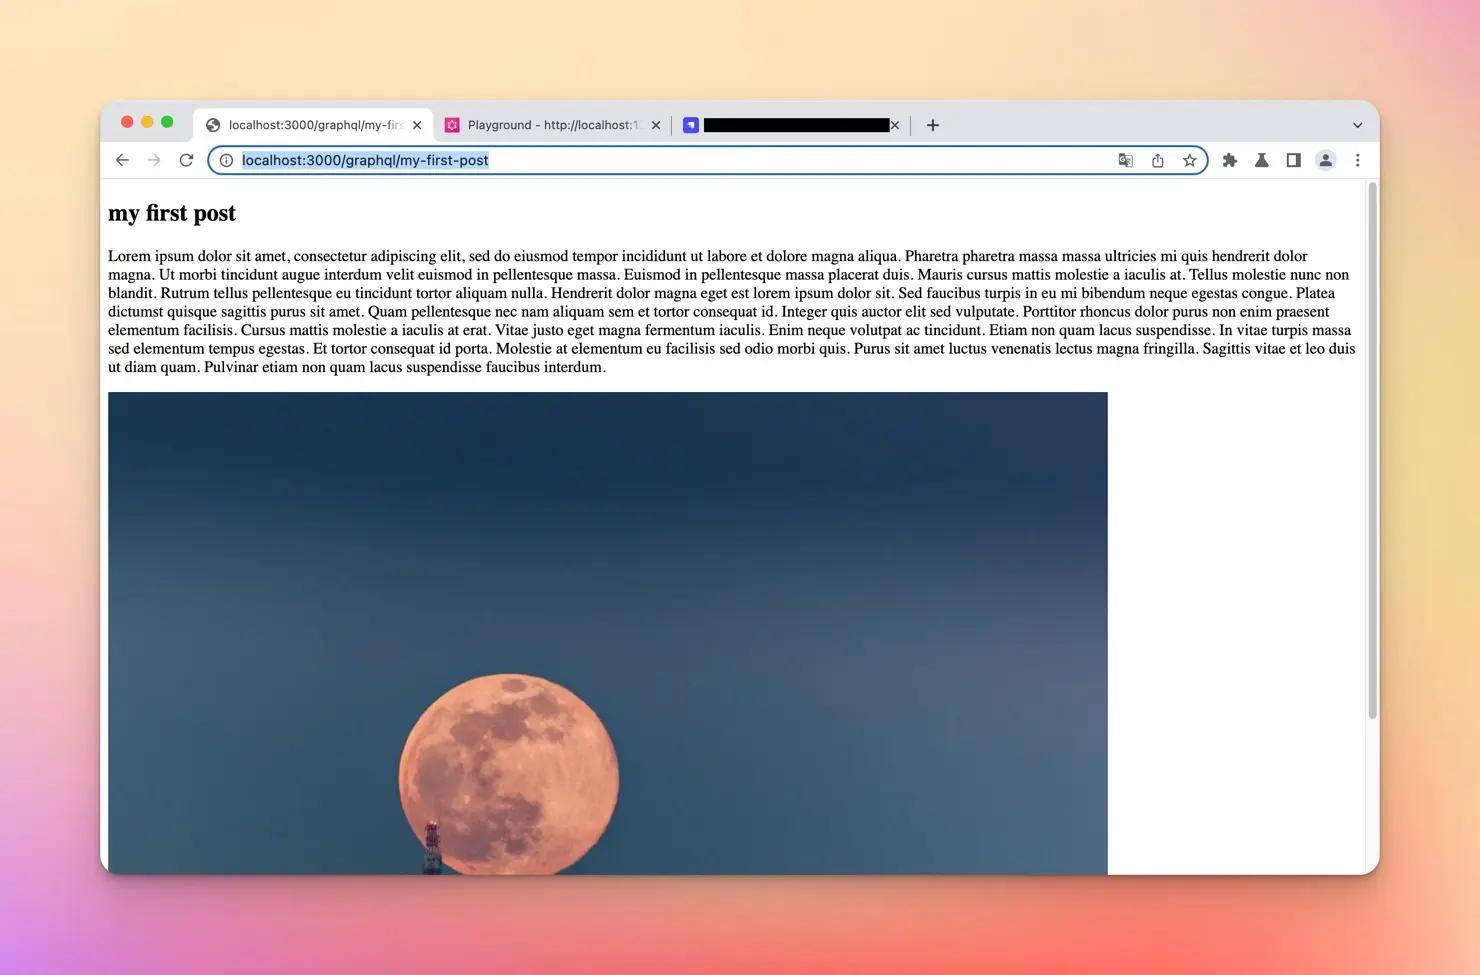 localhost:3000/graphql/my-firs
Playground - http://localhost:1
localhost:3000/graphql/my-first-post
my first post
Lorem ipsum dolor sit amet, consectetur adipiscing elit, sed do eiusmod tempor incididunt ut labore et dolore magna aliqua. Pharetra pharetra massa massa ultricies mi quis hendrerit dolor
magna. Ut morbi tincidunt augue interdum velit euismod in pellentesque massa. Euismod in pellentesque massa placerat duis. Mauris cursus mattis molestie a iaculis at. Tellus molestie nunc non
blandit. Rutrum tellus pellentesque eu tincidunt tortor aliquam nulla. Hendrerit dolor magna eget est lorem ipsum dolor sit. Sed faucibus turpis in eu mi bibendum neque egestas congue. Platea
dictumst quisque sagittis purus sit amet. Quam pellentesque nec nam aliquam sem et tortor consequat id. Integer quis auctor elit sed vulputate. Porttitor rhoncus dolor purus non enim praesent
elementum facilisis. Cursus mattis molestie a iaculis at erat. Vitae justo eget magna fermentum iaculis. Enim neque volutpat ac tincidunt. Etiam non quam lacus suspendisse. In vitae turpis massa
sed elementum tempus egestas. Et tortor consequat id porta. Molestie at elementum eu facilisis sed odio morbi quis. Purus sit amet luctus venenatis lectus magna fringilla. Sagittis vitae et leo duis
ut diam quam. Pulvinar etiam non quam lacus suspendisse faucibus interdum.